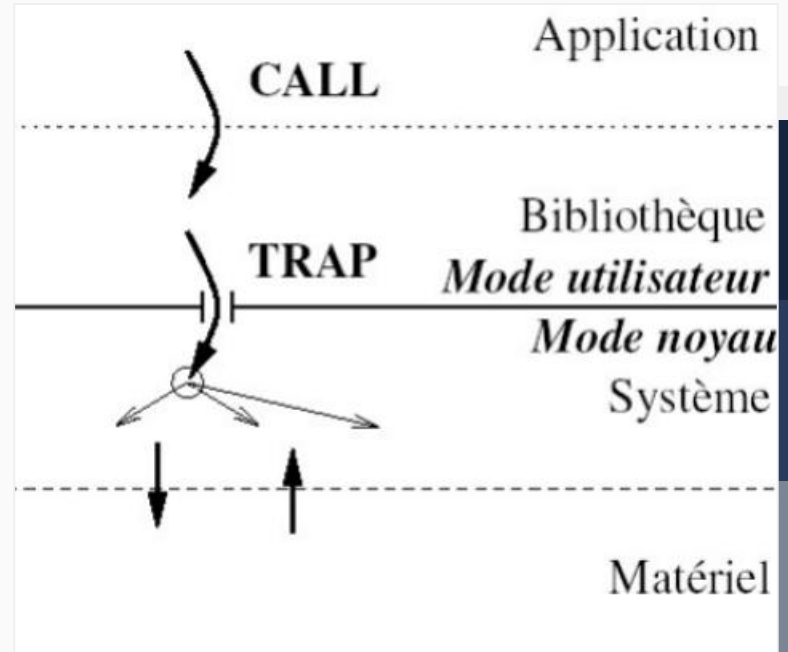 Application
CALL
Bibliothèque
TRAP
Mode utilisateur
Mode noyau
Système
Matériel